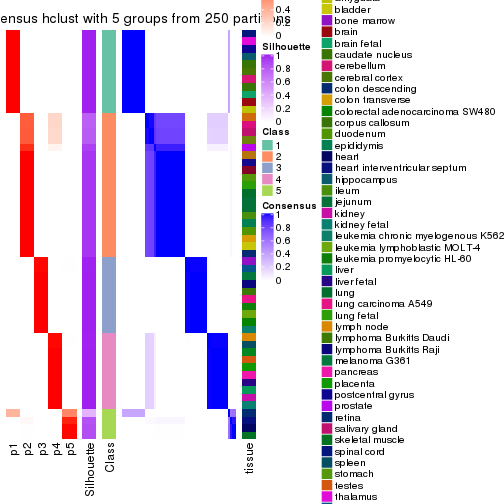 ensus hclust with 5 groups from 250 parti ns
0.4
0.2
0
Silhouette
1
0.8
0.6
0.4
0.2
0
Class
1
2
3
4
5
Consensus
1
0.8
0.6
0.4
0.2
0
p1
p2
p3
p4
p5
Silhouette
Class
tissue
bladder
bone marrow
brain
brain fetal
caudate nucleus
cerebellum
cerebral cortex
colon descending
colon transverse
colorectal adenocarcinoma SW480
corpus callosum
duodenum
epididymis
heart
heart interventricular septum
hippocampus
ileum
jejunum
kidney
kidney fetal
leukemia chronic myelogenous K562
leukemia lymphoblastic MOLT-4
leukemia promyelocytic HL-60
liver
liver fetal
lung
lung carcinoma A549
lung fetal
lymph node
lymphoma Burkitts Daudi
lymphoma Burkitts Raji
melanoma G361
pancreas
placenta
postcentral gyrus
prostate
retina
salivary gland
skeletal muscle
spinal cord
spleen
stomach
testes
thalamus